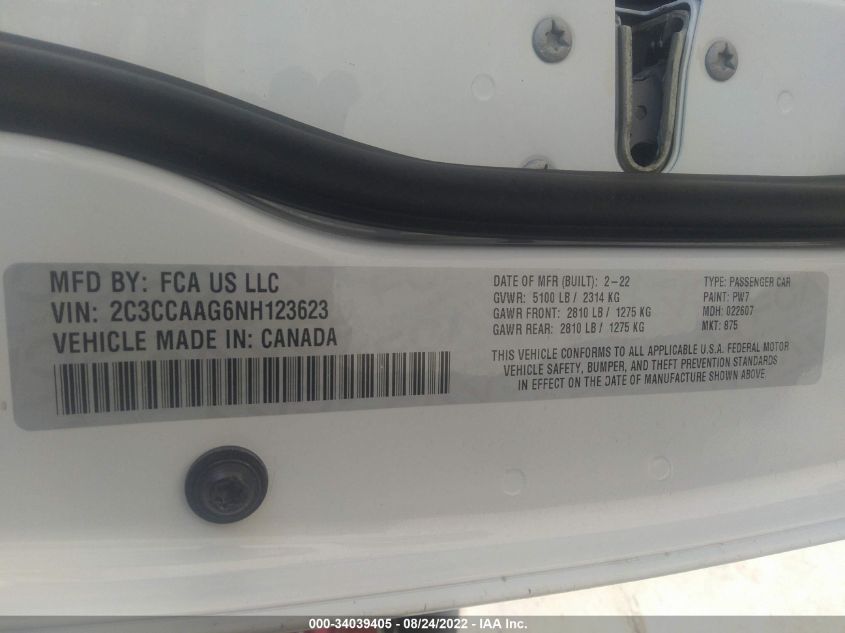 MFD BY: FCA US LLC
VIN: 2C3CCAAG6NH123623
VEHICLE MADE IN: CANADA
DATE OF MFR (BUILT): 2-22
GVWR: 5100 LB / 2314 KG
GAWR FRONT: 2810 LB / 1275 KG
GAWR REAR: 2810 LB / 1275 KG
TYPE: PASSENGER CAR
PAINT: PW7
MDH: 022607
MKT: 875
THIS VEHICLE CONFORMS TO ALL APPLICABLE U.S.A. FEDERAL MOTOR
VEHICLE SAFETY, BUMPER, AND THEFT PREVENTION STANDARDS
IN EFFECT ON THE DATE OF MANUFACTURE SHOWN ABOVE.
000-34039405 - 08/24/2022 - IAA Inc.